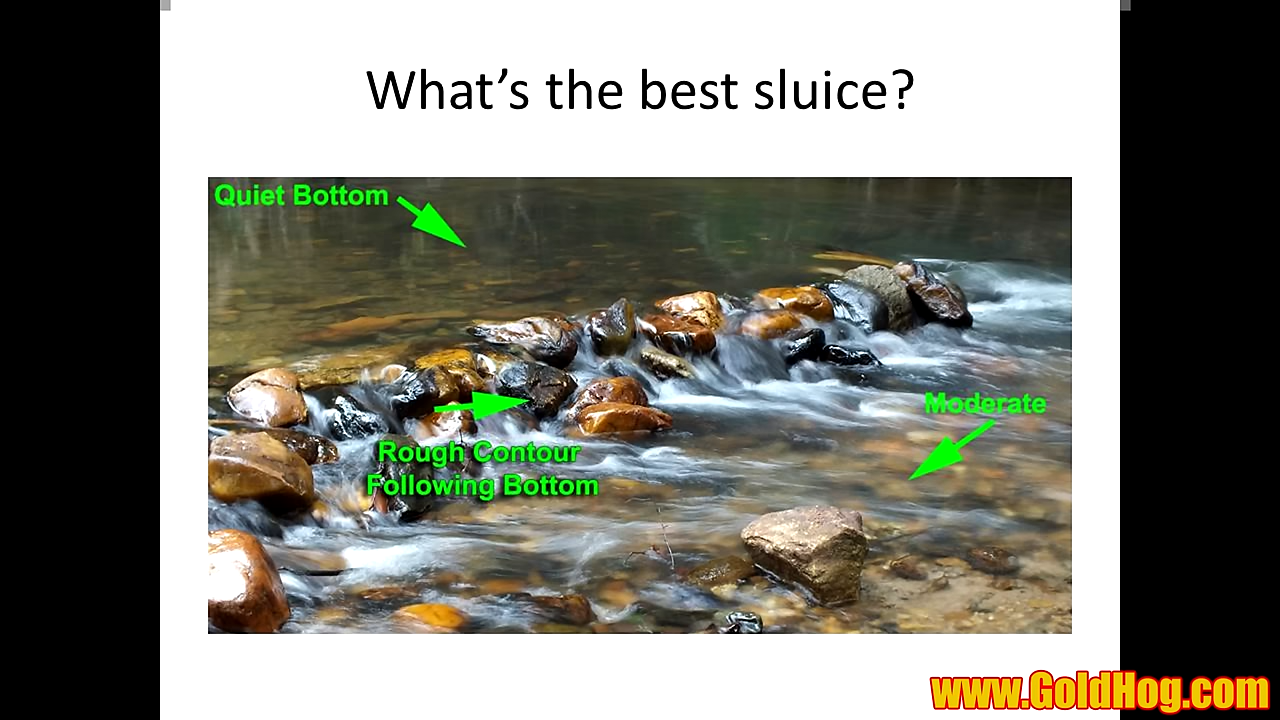 What's the best sluice?
Quiet Bottom
Moderate
Rough Contour
Following Bottom
www.GoldHog.com